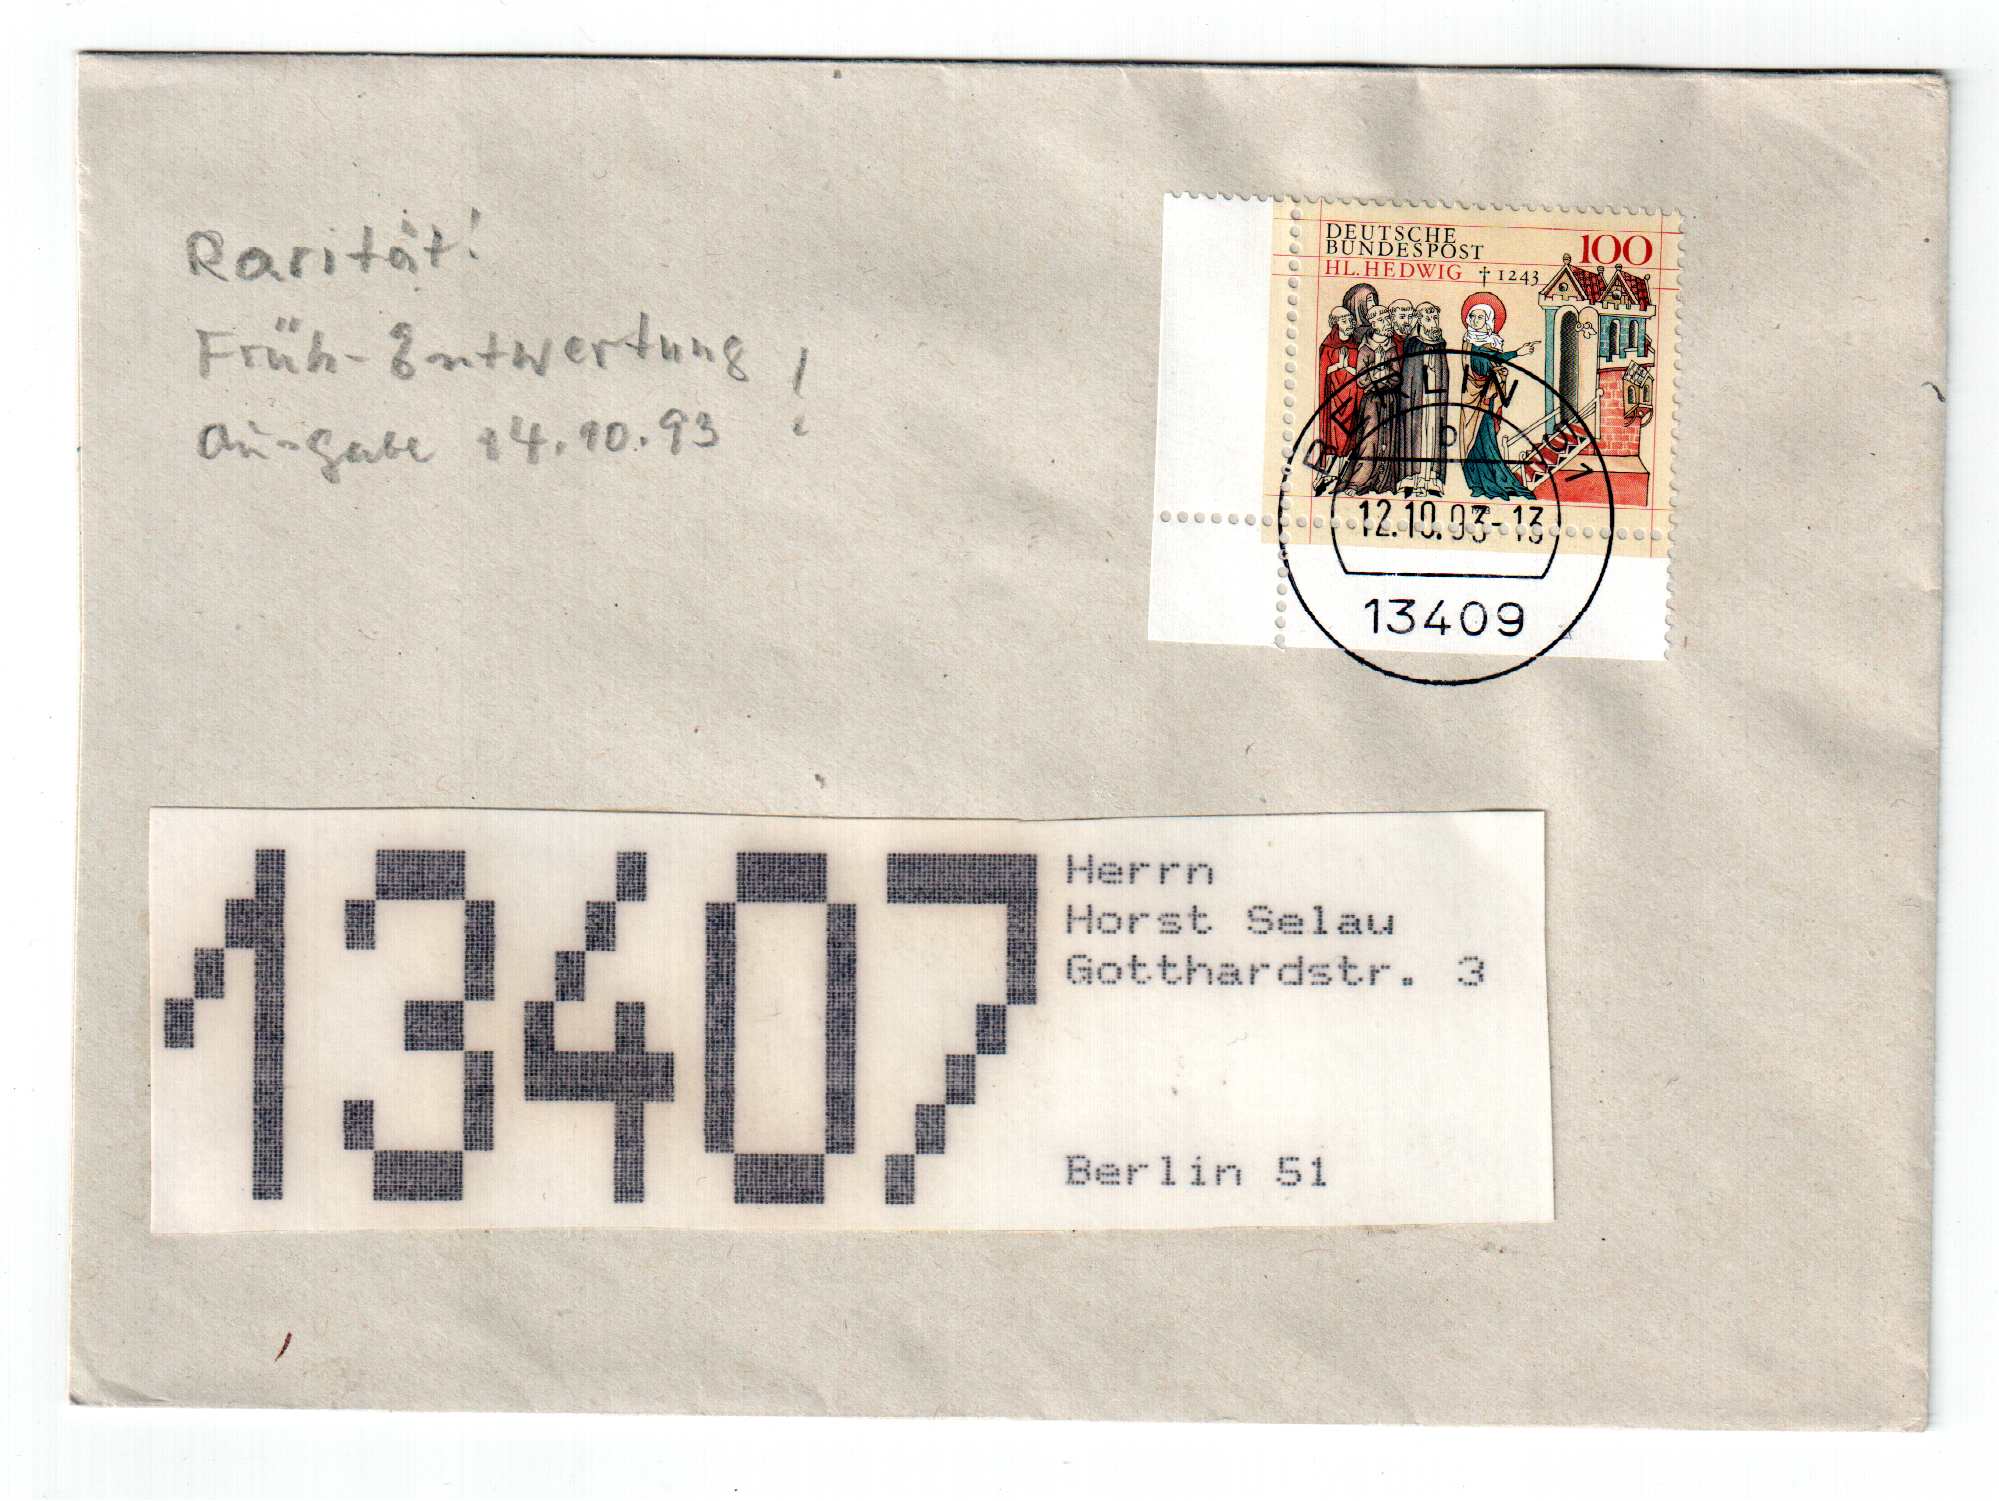 Rarität!
Früh-Entwertung!
Ausgabe 14.10.93
DEUTSCHE
BUNDESPOST
100
HL. HEDWIG † 1243
BERLIN
b
12.10.93-13
13409
13407
Herrn
Horst Selau
Gotthardstr. 3
Berlin 51